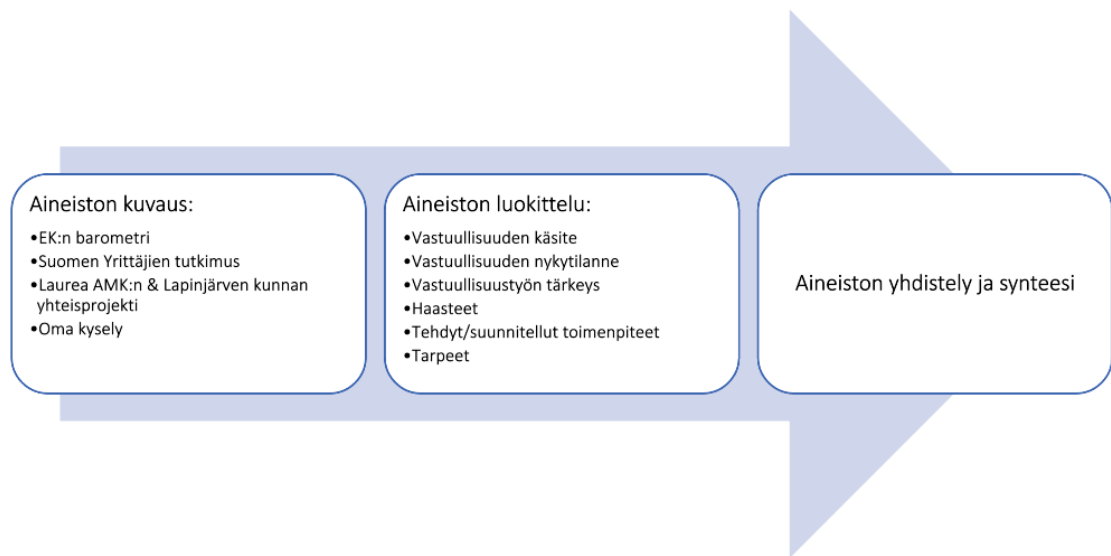 Aineiston kuvaus:
•EK:n barometri
•Suomen Yrittäjien tutkimus
•Laurea AMK:n & Lapinjärven kunnan
yhteisprojekti
•Oma kysely
Aineiston luokittelu:
•Vastuullisuuden käsite
•Vastuullisuuden nykytilanne
•Vastuullisuustyön tärkeys
•Haasteet
•Tehdyt/suunnitellut toimenpiteet
•Tarpeet
Aineiston yhdistely ja synteesi